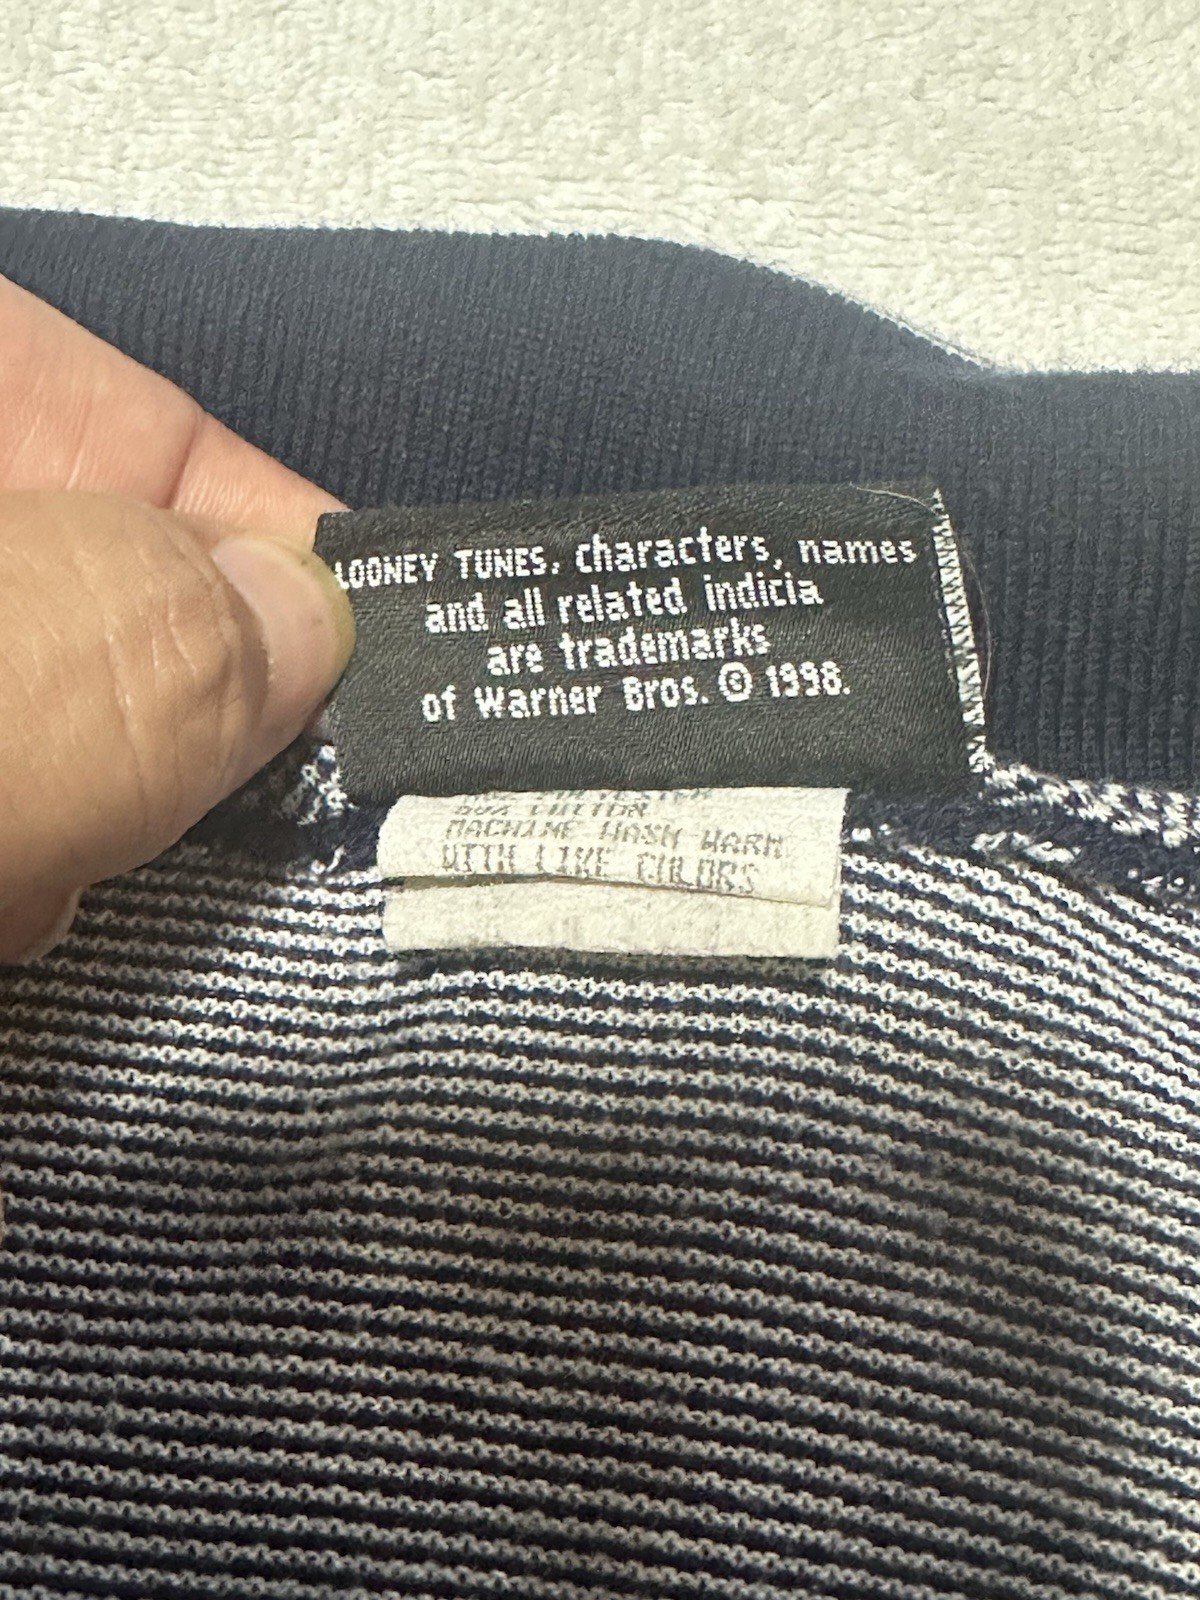 LOONEY TUNES, characters, names
and all related indicia
are trademarks
of Warner Bros. © 1998.
COTTON
MACHINE WASH WARM
WITH LIKE COLORS